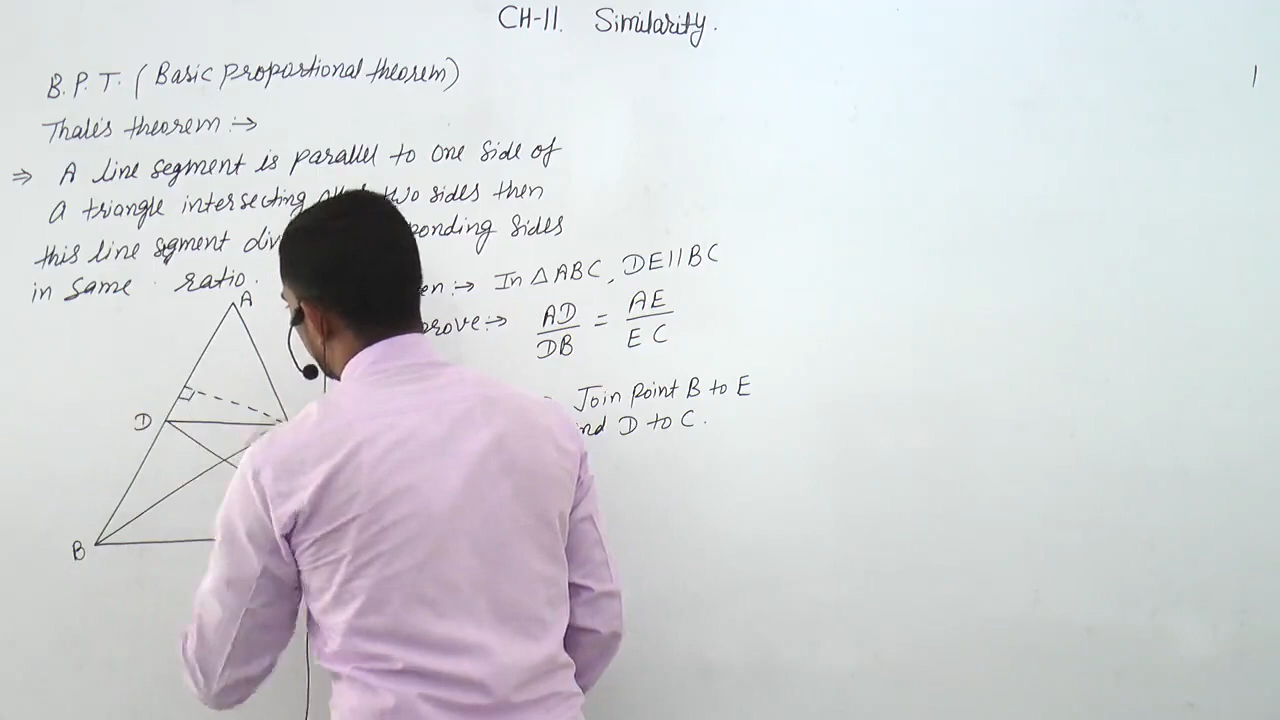 CH-11. Similarity.
B.P.T. (Basic proportional theorem)
Thale's theorem :→
⇒ A line segment is parallel to one side of
a triangle intersecting two sides then
this line segment sides
in same . ratio.
:→ In △ABC, DE||BC
prove :→ AD/DB = AE/EC
Join Point B to E
D to C.
A
D
B
1